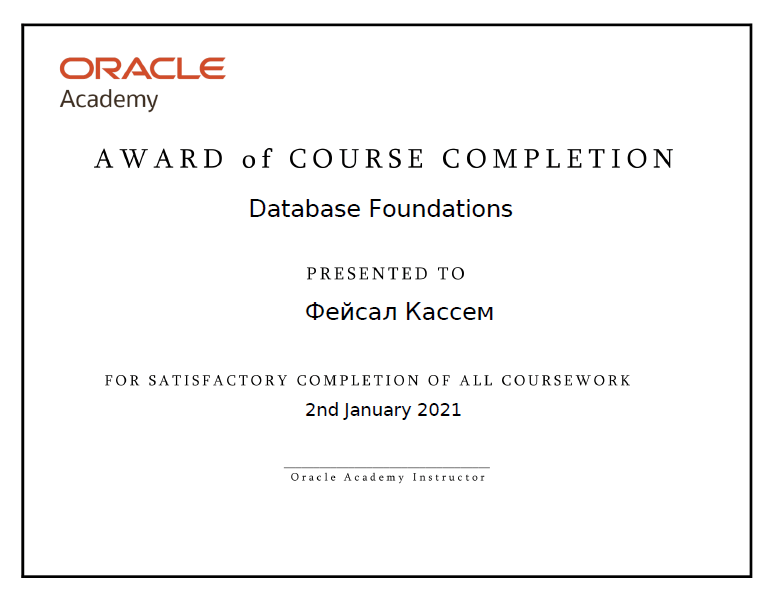 ORACLE
Academy
AWARD of COURSE COMPLETION
Database Foundations
PRESENTED TO
Фейсал Кассем
FOR SATISFACTORY COMPLETION OF ALL COURSEWORK
2nd January 2021
Oracle Academy Instructor